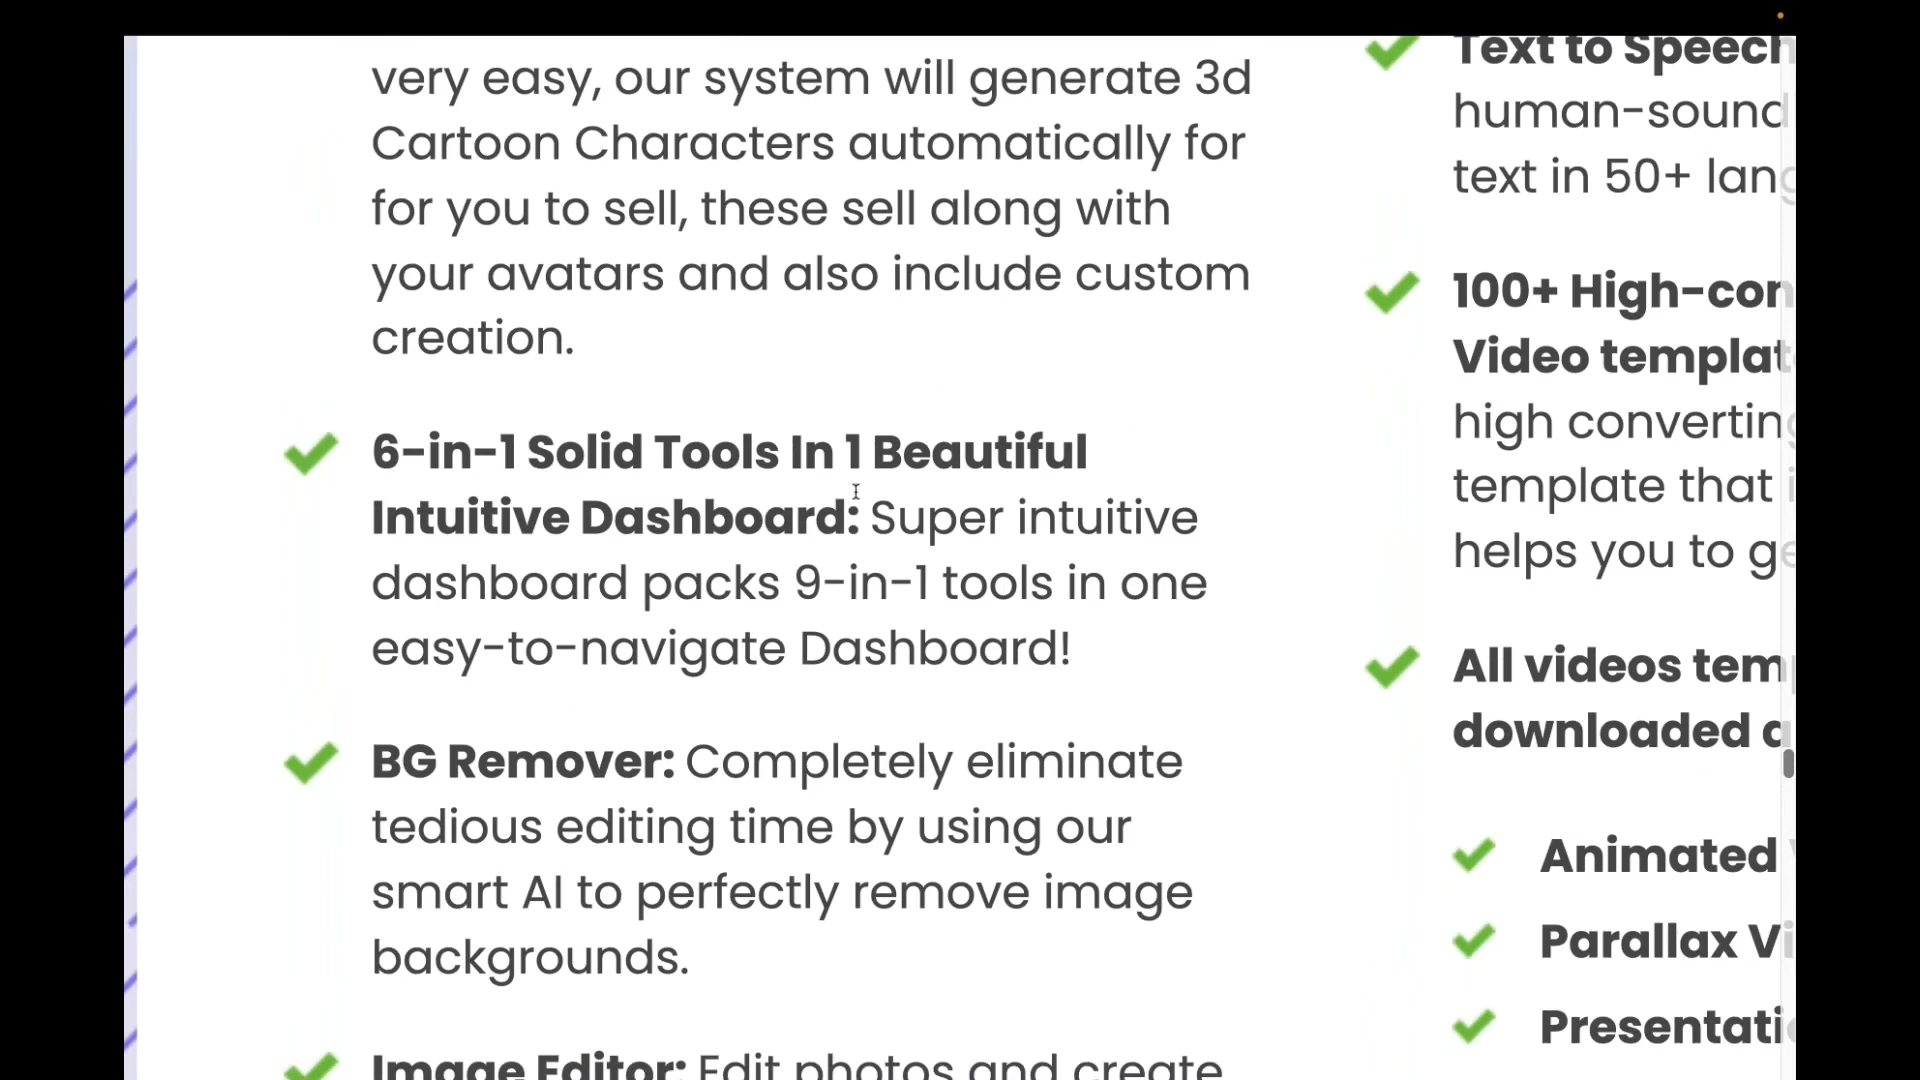 very easy, our system will generate 3d
Cartoon Characters automatically for
for you to sell, these sell along with
your avatars and also include custom
creation.
6-in-1 Solid Tools In 1 Beautiful
Intuitive Dashboard: Super intuitive
dashboard packs 9-in-1 tools in one
easy-to-navigate Dashboard!
BG Remover: Completely eliminate
tedious editing time by using our
smart AI to perfectly remove image
backgrounds.
Image Editor: Edit photos and create
Text to Speech
human-sound
text in 50+ lang
100+ High-con
Video templat
high converting
template that i
helps you to ge
All videos tem
downloaded a
Animated
Parallax Vi
Presentati